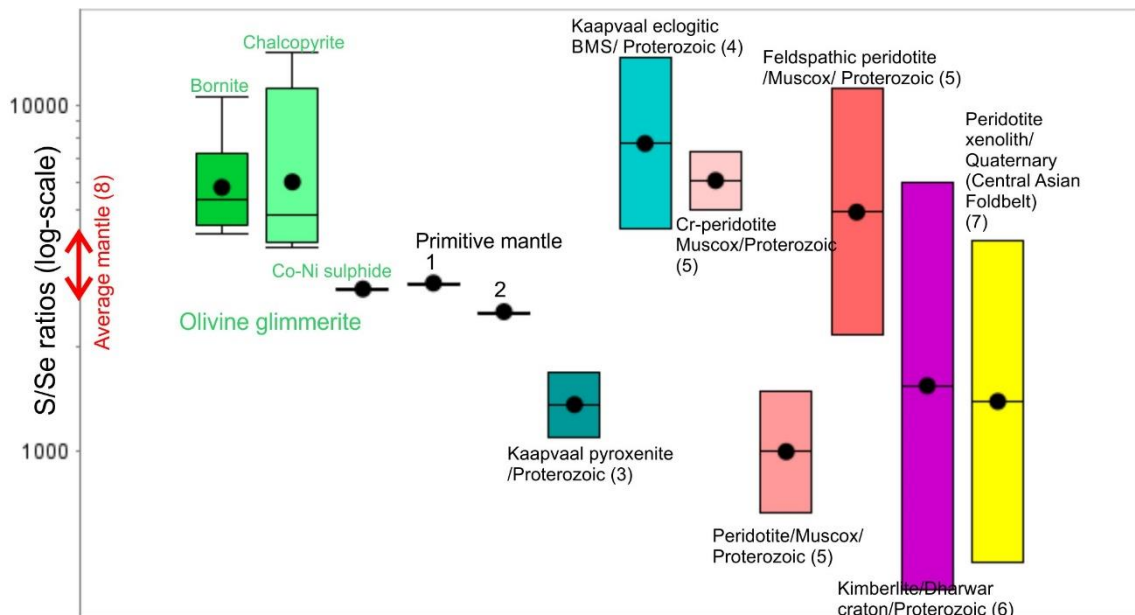 S/Se ratios (log-scale)
Average mantle (8)
10000
1000
Bornite
Chalcopyrite
Co-Ni sulphide
Olivine glimmerite
Primitive mantle
1
2
Kaapvaal pyroxenite
/Proterozoic (3)
Kaapvaal eclogitic
BMS/ Proterozoic (4)
Cr-peridotite
Muscox/Proterozoic
(5)
Peridotite/Muscox/
Proterozoic (5)
Feldspathic peridotite
/Muscox/ Proterozoic (5)
Kimberlite/Dharwar
craton/Proterozoic (6)
Peridotite
xenolith/
Quaternary
(Central Asian
Foldbelt)
(7)